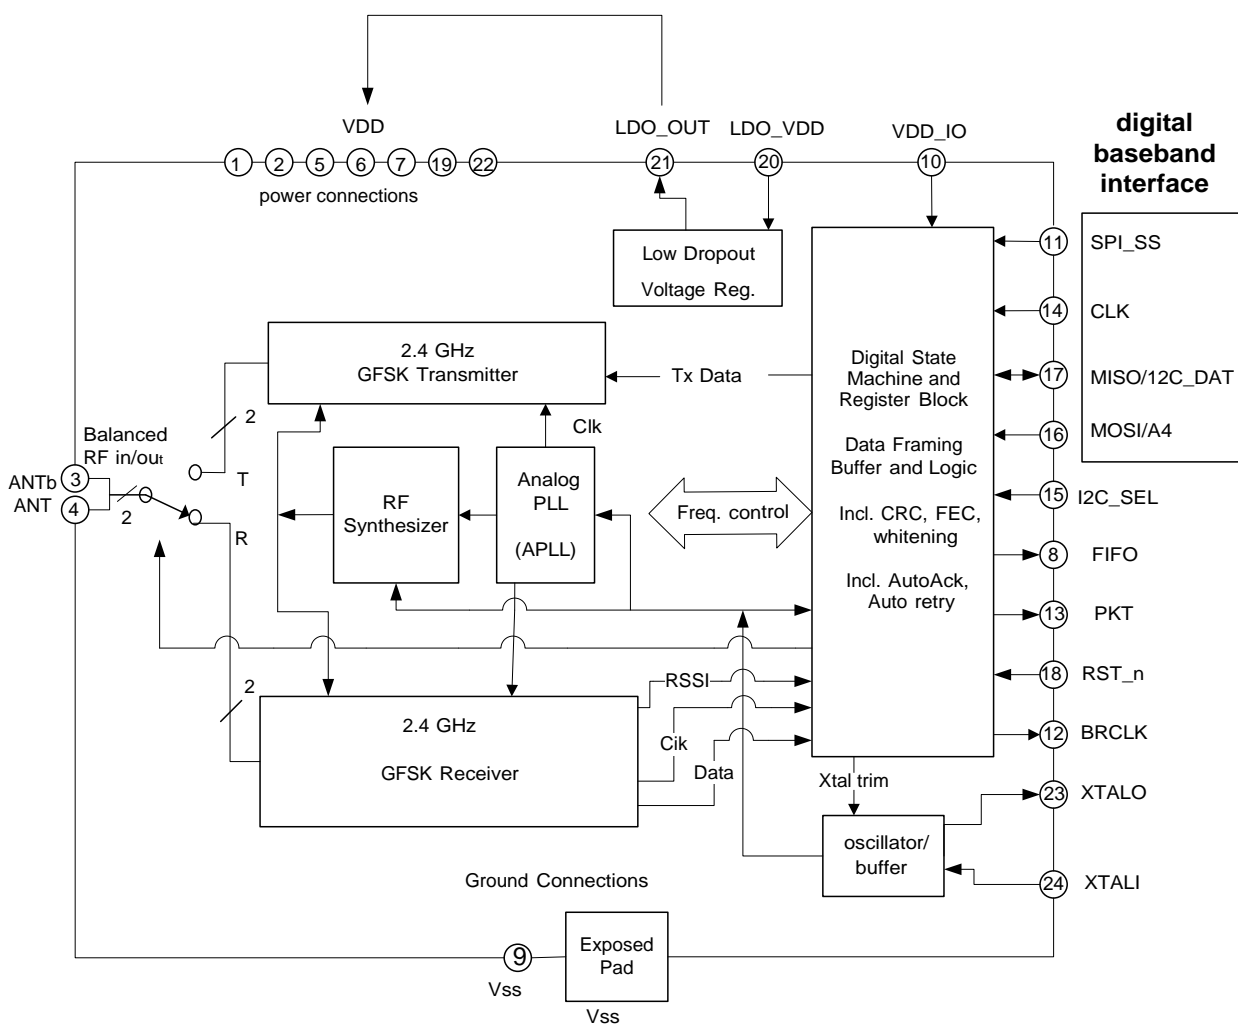 VDD
LDO_OUT
LDO_VDD
VDD_IO
digital
baseband
interface
1
2
5
6
7
19
22
21
20
10
power connections
Low Dropout
Voltage Reg.
11
SPI_SS
14
CLK
17
MISO/12C_DAT
16
MOSI/A4
15
I2C_SEL
8
FIFO
13
PKT
18
RST_n
12
BRCLK
23
XTALO
24
XTALI
2.4 GHz
GFSK Transmitter
Tx Data
Digital State
Machine and
Register Block
Data Framing
Buffer and Logic
Incl. CRC, FEC,
whitening
Incl. AutoAck,
Auto retry
2
Balanced
RF in/out
ANTb
3
ANT
4
2
T
R
Clk
RF
Synthesizer
Analog
PLL
(APLL)
Freq. control
2
RSSI
2.4 GHz
GFSK Receiver
Cik
Data
Xtal trim
oscillator/
buffer
Ground Connections
9
Vss
Exposed
Pad
Vss